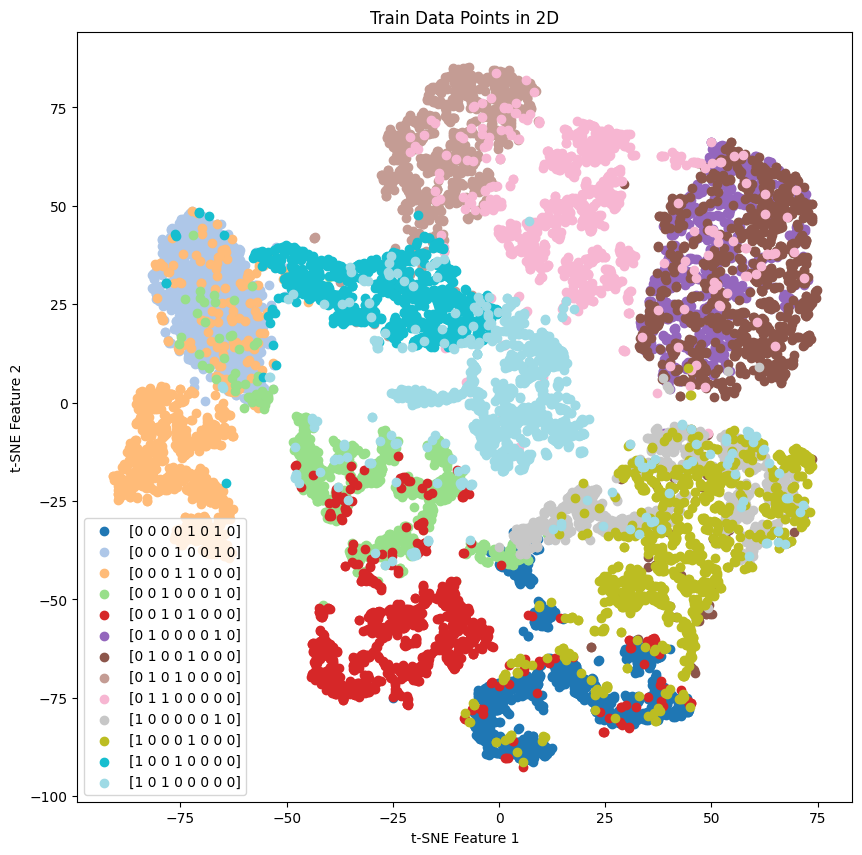 Train Data Points in 2D
t-SNE Feature 2
75
50
25
0
−25
−50
−75
−100
[0 0 0 0 1 0 1 0]
[0 0 0 1 0 0 1 0]
[0 0 0 1 1 0 0 0]
[0 0 1 0 0 0 1 0]
[0 0 1 0 1 0 0 0]
[0 1 0 0 0 0 1 0]
[0 1 0 0 1 0 0 0]
[0 1 0 1 0 0 0 0]
[0 1 1 0 0 0 0 0]
[1 0 0 0 0 0 1 0]
[1 0 0 0 1 0 0 0]
[1 0 0 1 0 0 0 0]
[1 0 1 0 0 0 0 0]
−75 −50 −25 0 25 50 75
t-SNE Feature 1